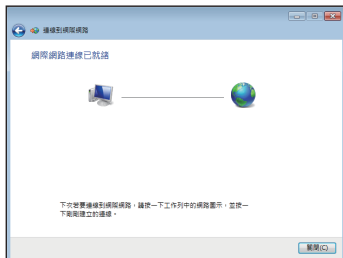 連線到網際網路
網際網路連線已就緒
下次若要連線到網際網路，請按一下工作列中的網路圖示，並按一
下剛剛建立的連線。
關閉(C)